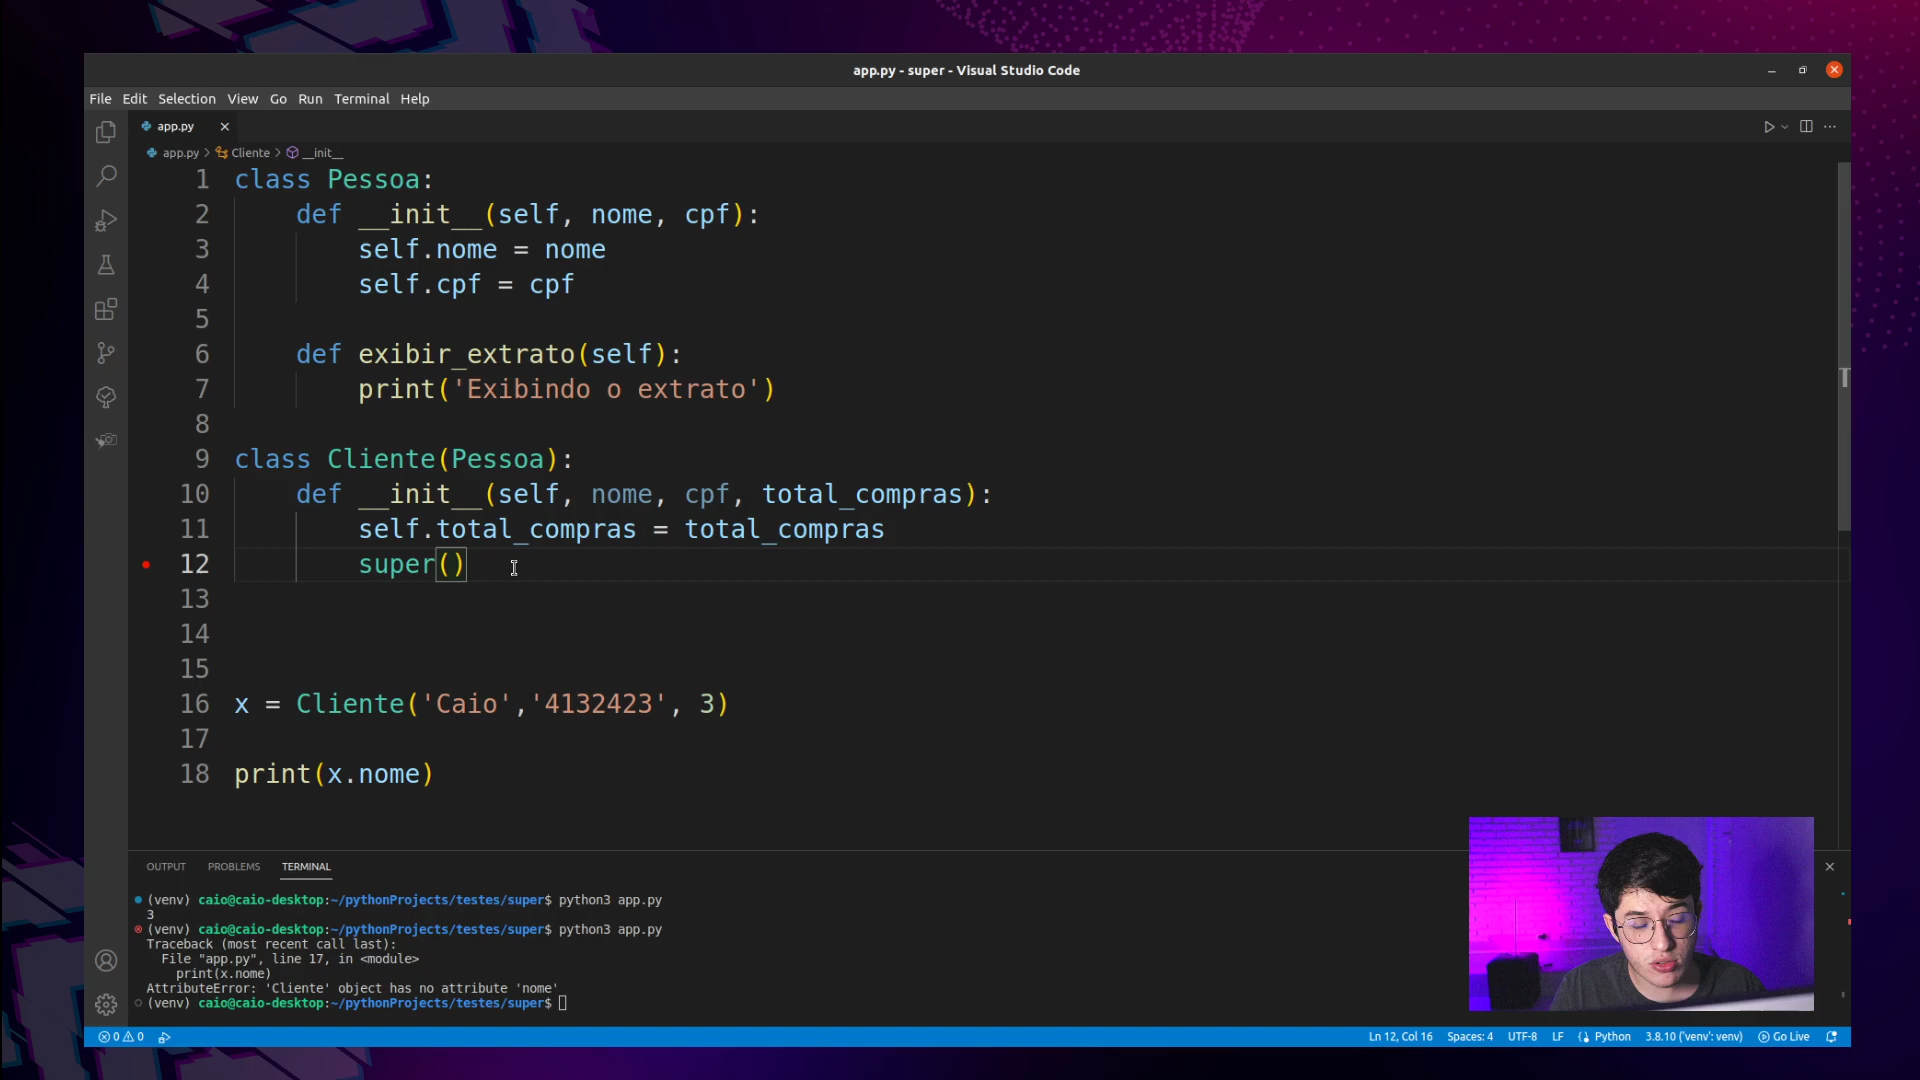 app.py - super - Visual Studio Code
File Edit Selection View Go Run Terminal Help
app.py
app.py > Cliente > __init__
1 class Pessoa:
2 def __init__(self, nome, cpf):
3 self.nome = nome
4 self.cpf = cpf
5
6 def exibir_extrato(self):
7 print('Exibindo o extrato')
8
9 class Cliente(Pessoa):
10 def __init__(self, nome, cpf, total_compras):
11 self.total_compras = total_compras
12 super()
13
14
15
16 x = Cliente('Caio','4132423', 3)
17
18 print(x.nome)
OUTPUT PROBLEMS TERMINAL
(venv) caio@caio-desktop:~/pythonProjects/testes/super$ python3 app.py
3
(venv) caio@caio-desktop:~/pythonProjects/testes/super$ python3 app.py
Traceback (most recent call last):
File "app.py", line 17, in <module>
print(x.nome)
AttributeError: 'Cliente' object has no attribute 'nome'
(venv) caio@caio-desktop:~/pythonProjects/testes/super$
0 0 Ln 12, Col 16 Spaces: 4 UTF-8 LF Python 3.8.10 ('venv': venv) Go Live